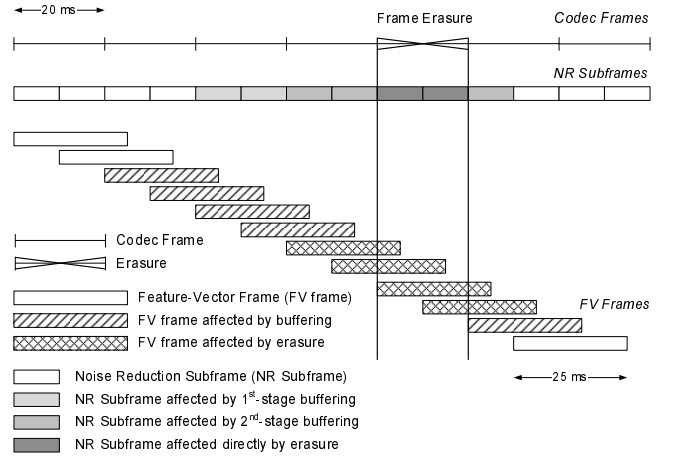 20 ms
Frame Erasure
Codec Frames
NR Subframes
Codec Frame
Erasure
Feature-Vector Frame (FV frame)
FV Frames
FV frame affected by buffering
FV frame affected by erasure
Noise Reduction Subframe (NR Subframe)
25 ms
NR Subframe affected by 1st-stage buffering
NR Subframe affected by 2nd-stage buffering
NR Subframe affected directly by erasure